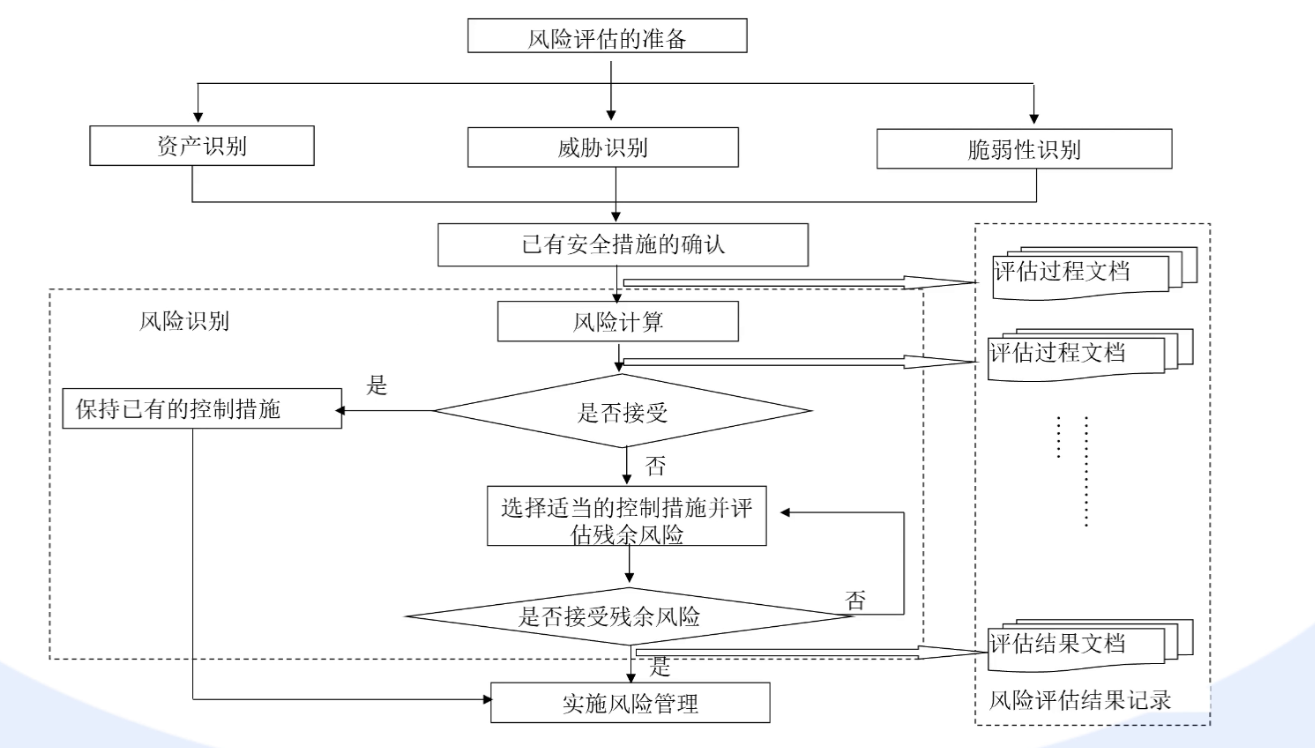 风险评估的准备
资产识别
威胁识别
脆弱性识别
已有安全措施的确认
评估过程文档
风险识别
风险计算
评估过程文档
是
保持已有的控制措施
是否接受
否
选择适当的控制措施并评
估残余风险
否
是否接受残余风险
评估结果文档
是
实施风险管理
风险评估结果记录